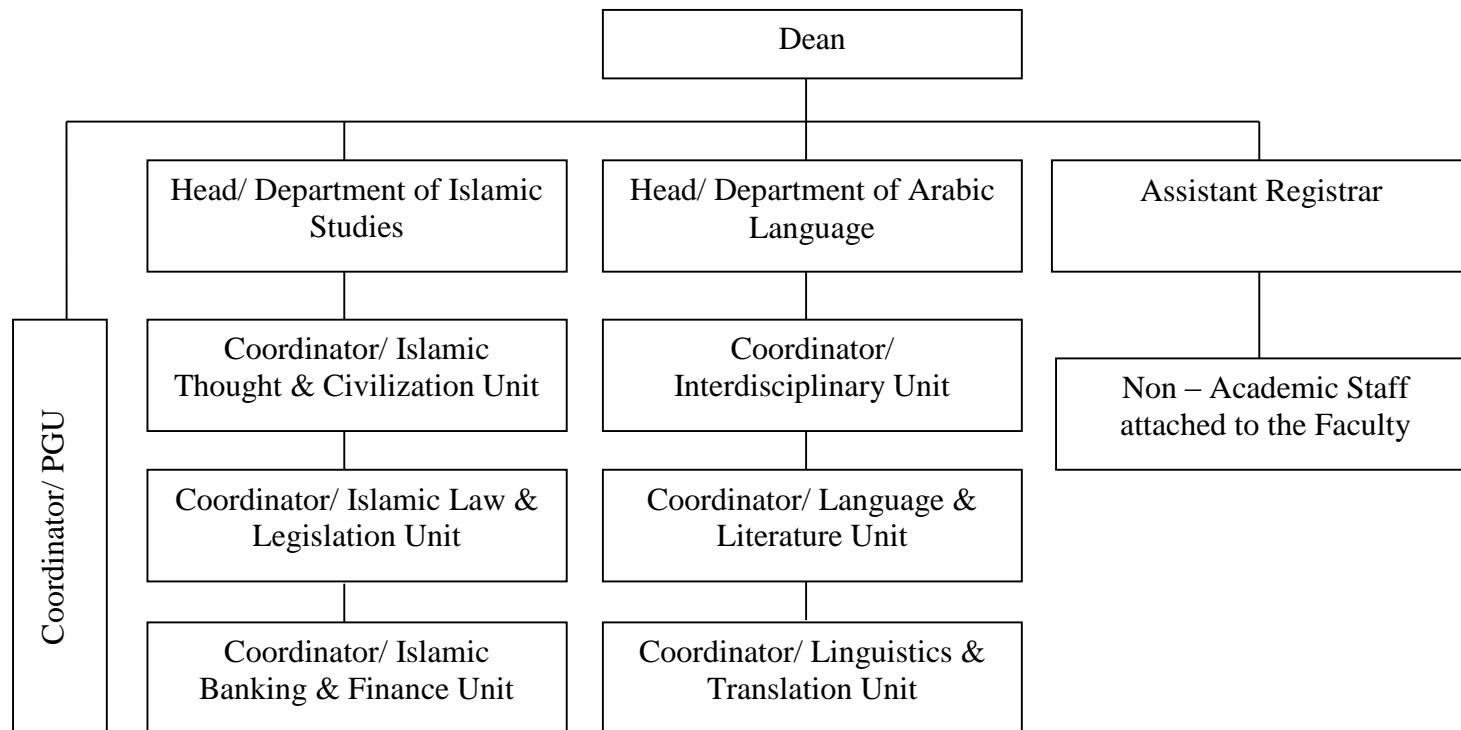 Dean
Head/ Department of Islamic
Studies
Head/ Department of Arabic
Language
Assistant Registrar
Coordinator/ PGU
Coordinator/ Islamic
Thought & Civilization Unit
Coordinator/
Interdisciplinary Unit
Non – Academic Staff
attached to the Faculty
Coordinator/ Islamic Law &
Legislation Unit
Coordinator/ Language &
Literature Unit
Coordinator/ Islamic
Banking & Finance Unit
Coordinator/ Linguistics &
Translation Unit